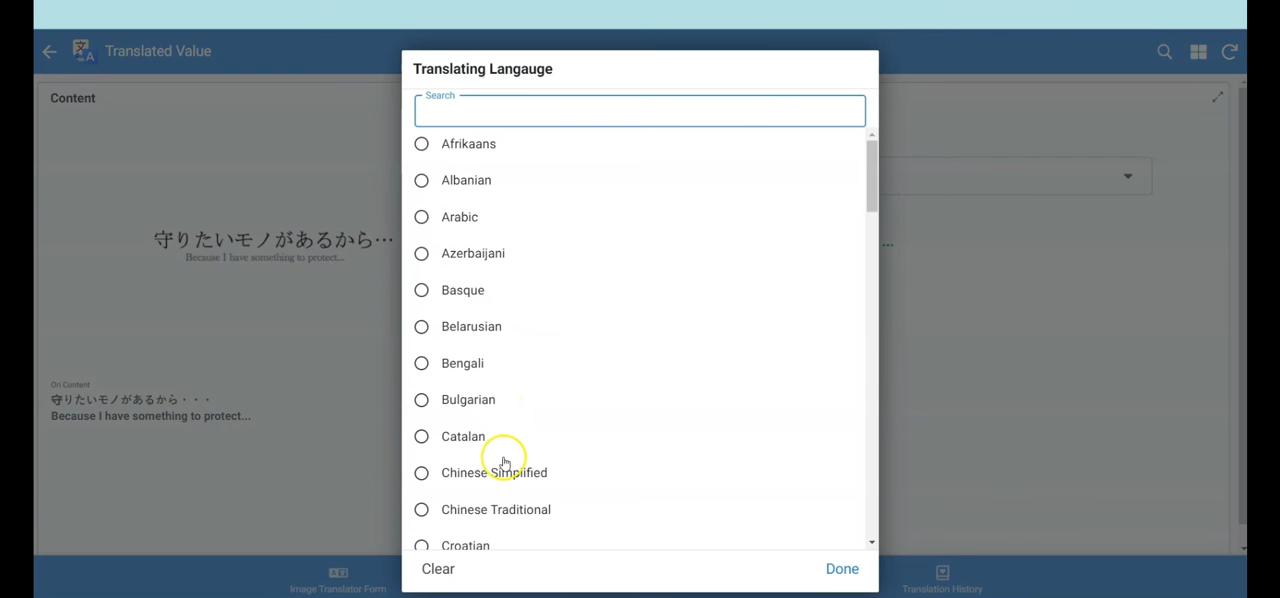 Translated Value
Content
守りたいモノがあるから…
Because I have something to protect...
Ori Content
守りたいモノがあるから・・・
Because I have something to protect...
Translating Langauge
Search
Afrikaans
Albanian
Arabic
Azerbaijani
Basque
Belarusian
Bengali
Bulgarian
Catalan
Chinese Simplified
Chinese Traditional
Croatian
Clear
Done
...
Image Translator Form
Translation History